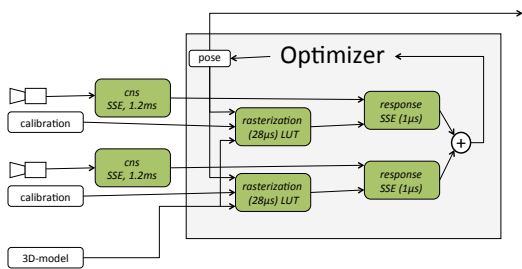 pose
Optimizer
cns
SSE, 1.2ms
calibration
rasterization
(28µs) LUT
response
SSE (1µs)
+
cns
SSE, 1.2ms
calibration
rasterization
(28µs) LUT
response
SSE (1µs)
3D-model